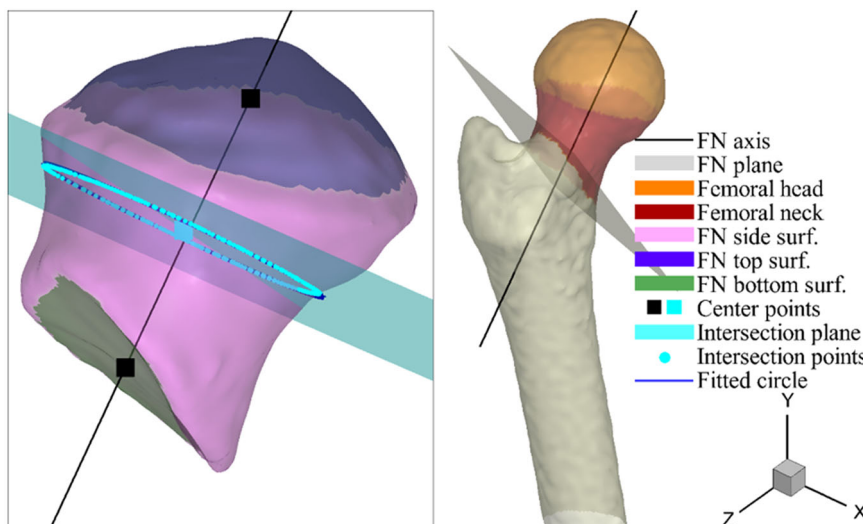 FN axis
FN plane
Femoral head
Femoral neck
FN side surf.
FN top surf.
FN bottom surf.
Center points
Intersection plane
Intersection points
Fitted circle
Y
Z
X